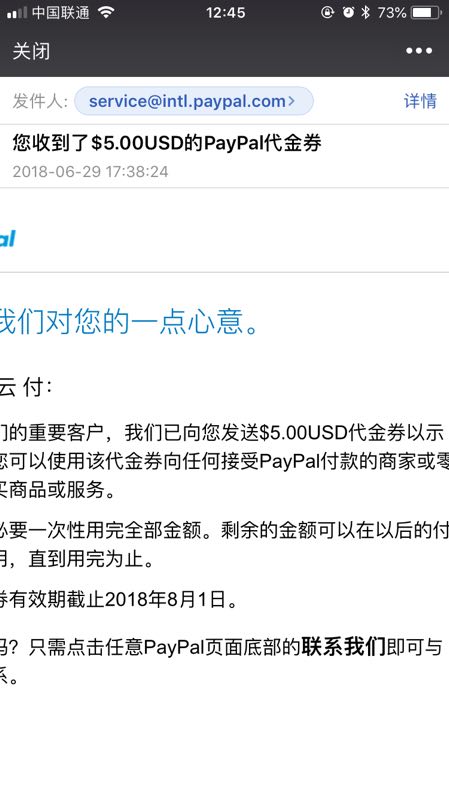 中国联通 12:45 73%
关闭
发件人: service@intl.paypal.com
详情
您收到了$5.00USD的PayPal代金券
2018-06-29 17:38:24
al
我们对您的一点心意。
云 付：
们的重要客户，我们已向您发送$5.00USD代金券以示
您可以使用该代金券向任何接受PayPal付款的商家或零
买商品或服务。
必要一次性用完全部金额。剩余的金额可以在以后的付
用，直到用完为止。
券有效期截止2018年8月1日。
吗？只需点击任意PayPal页面底部的联系我们即可与
系。